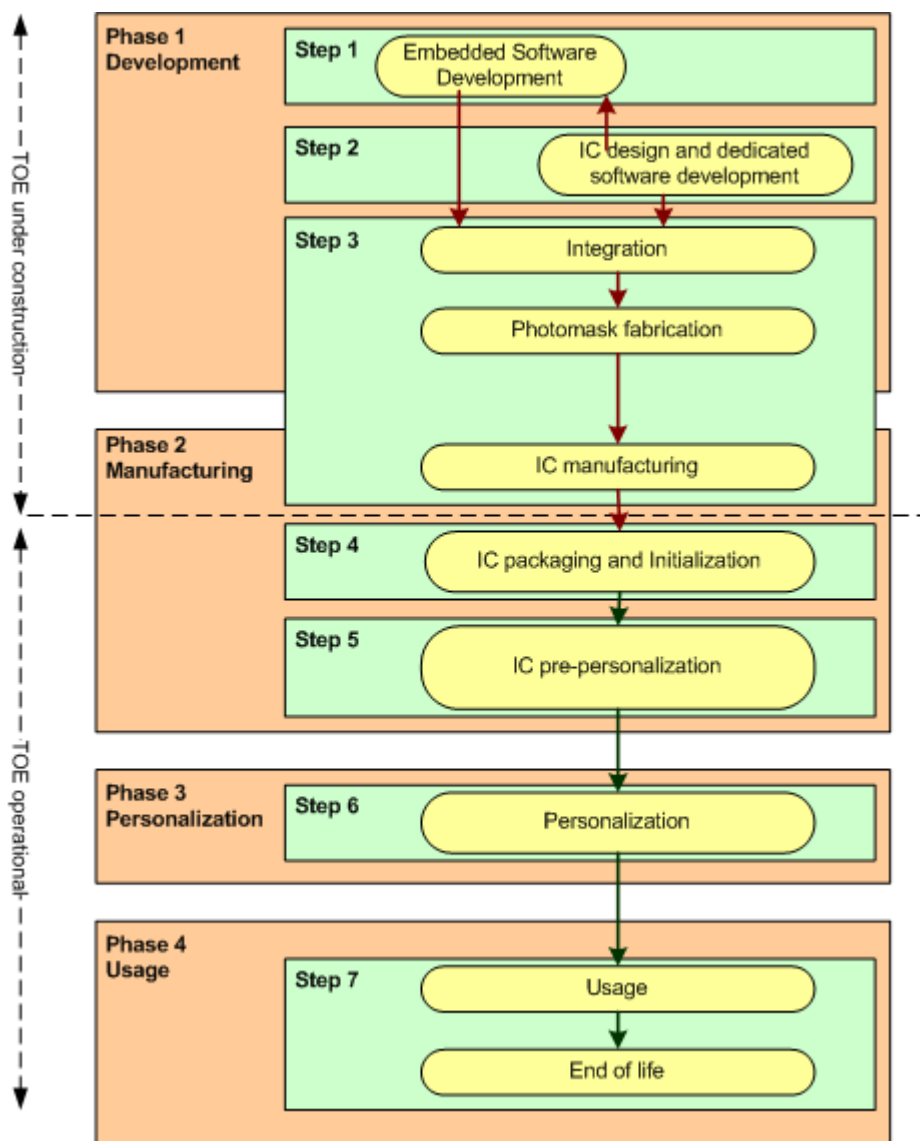 Phase 1
Development
Step 1
Embedded Software
Development
Step 2
IC design and dedicated
software development
Step 3
Integration
Photomask fabrication
TOE under construction
Phase 2
Manufacturing
IC manufacturing
Step 4
IC packaging and Initialization
Step 5
IC pre-personalization
TOE operational
Phase 3
Personalization
Step 6
Personalization
Phase 4
Usage
Step 7
Usage
End of life